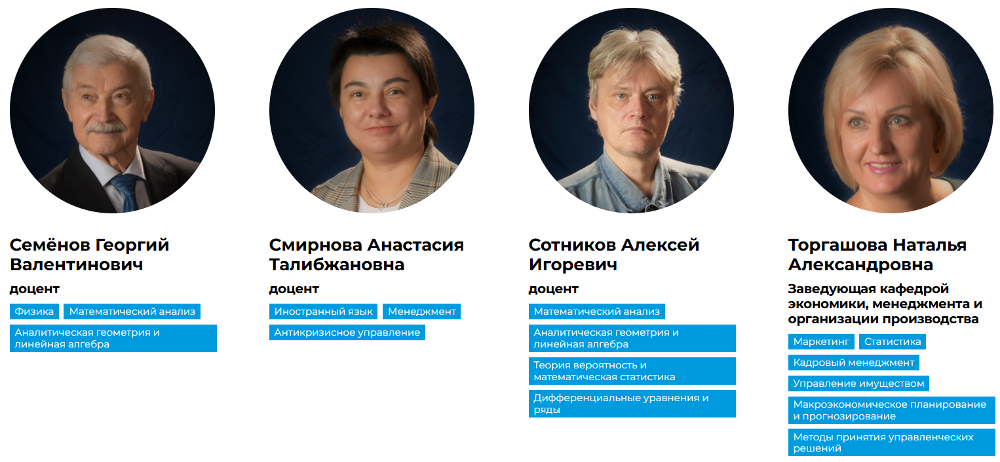 Семёнов Георгий
Валентинович
доцент
Физика
Математический анализ
Аналитическая геометрия и
линейная алгебра
Смирнова Анастасия
Талибжановна
доцент
Иностранный язык
Менеджмент
Антикризисное управление
Сотников Алексей
Игоревич
доцент
Математический анализ
Аналитическая геометрия и
линейная алгебра
Теория вероятность и
математическая статистика
Дифференциальные уравнения и
ряды
Торгашова Наталья
Александровна
Заведующая кафедрой
экономики, менеджмента и
организации производства
Маркетинг
Статистика
Кадровый менеджмент
Управление имуществом
Макроэкономическое планирование
и прогнозирование
Методы принятия управленческих
решений